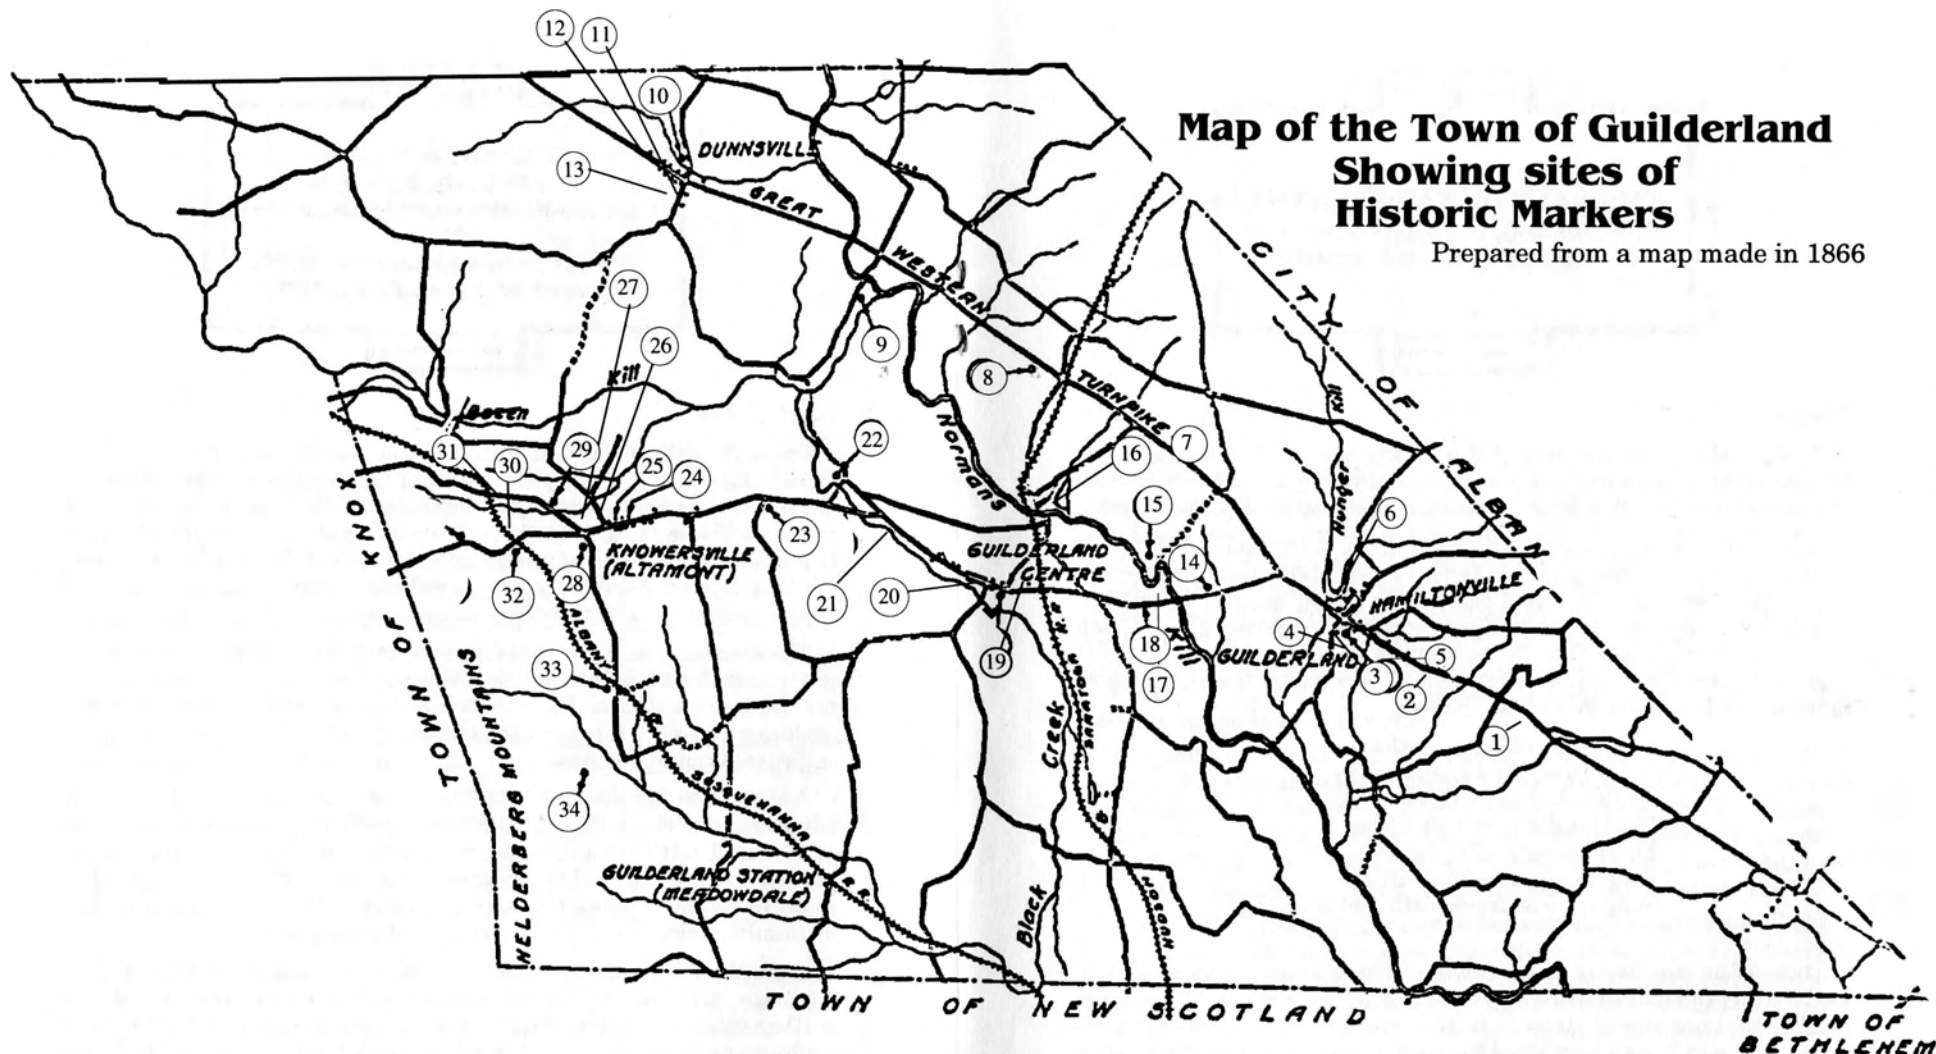 Map of the Town of Guilderland
Showing sites of
Historic Markers
Prepared from a map made in 1866
12
11
10
DUNNSVILLE
13
GREAT
WESTERN
TURNPIKE
CITY OF ALBANY
27
26
9
8
Kill
Bozen
Normans
Kill
Hunger
7
22
31
30
29
25
24
16
15
6
KNOWERSVILLE
(ALTAMONT)
23
GUILDERLAND
CENTRE
14
HAMILTONVILLE
32
28
21
20
4
18
GUILDERLAND
5
19
3
17
2
33
1
34
TOWN OF KNOX
HELDERBERG MOUNTAINS
ALBANY
&
SUSQUEHANNA
R.R.
Creek
Black
GUILDERLAND STATION
(MEADOWDALE)
TOWN OF NEW SCOTLAND
TOWN OF
BETHLEHEM